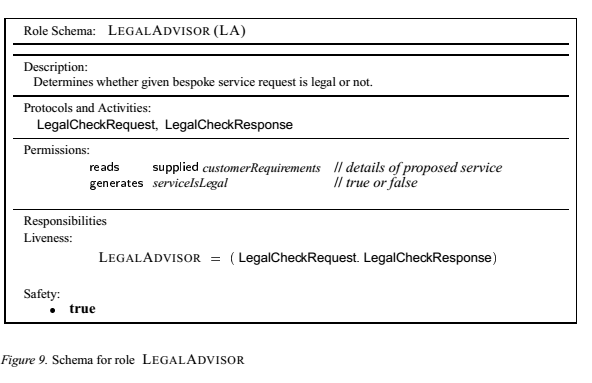 Role Schema: LEGALADVISOR (LA)
Description:
Determines whether given bespoke service request is legal or not.
Protocols and Activities:
LegalCheckRequest, LegalCheckResponse
Permissions:
reads supplied customerRequirements // details of proposed service
generates serviceIsLegal // true or false
Responsibilities
Liveness:
LEGALADVISOR = ( LegalCheckRequest. LegalCheckResponse)
Safety:
• true
Figure 9. Schema for role LEGALADVISOR